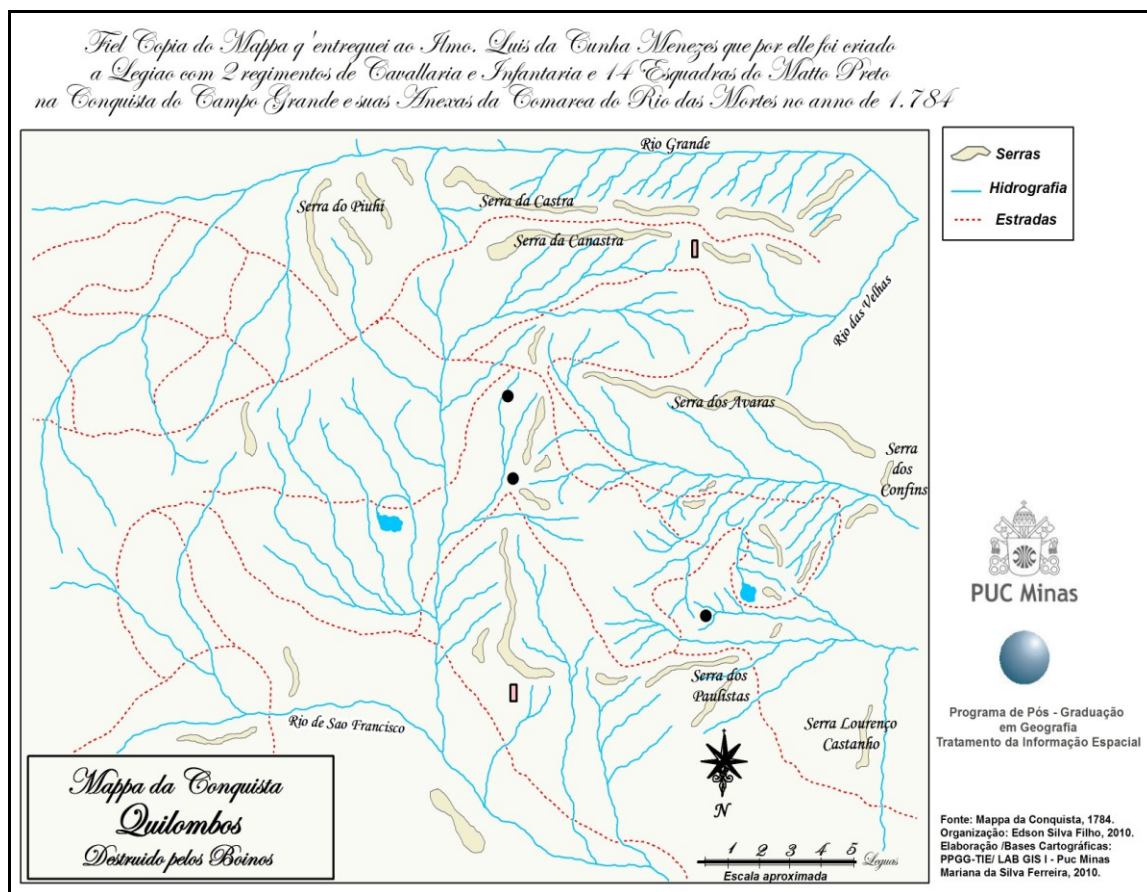 Fiel Copia do Mappa q'entreguei ao Ilmo. Luis da Cunha Menezes que por elle foi criado
a Legiao com 2 regimentos de Cavallaria e Infantaria e 14 Esquadras do Matto Preto
na Conquista do Campo Grande e suas Anexas da Comarca do Rio das Mortes no anno de 1.784
Rio Grande
Serras
Hidrografia
Estradas
Serra do Piuhi
Serra da Castra
Serra da Canastra
Rio das Velhas
Serra dos Avaras
Serra
dos
Confins
PUC Minas
Serra dos
Paulistas
Rio de Sao Francisco
Serra Lourenço
Castanho
Programa de Pós - Graduação
em Geografia
Tratamento da Informação Espacial
Mappa da Conquista
Quilombos
Destruido pelos Boinos
N
1 2 3 4 5 Leguas
Escala aproximada
Fonte: Mappa da Conquista, 1784.
Organização: Edson Silva Filho, 2010.
Elaboração /Bases Cartográficas:
PPGG-TIE/ LAB GIS I - Puc Minas
Mariana da Silva Ferreira, 2010.